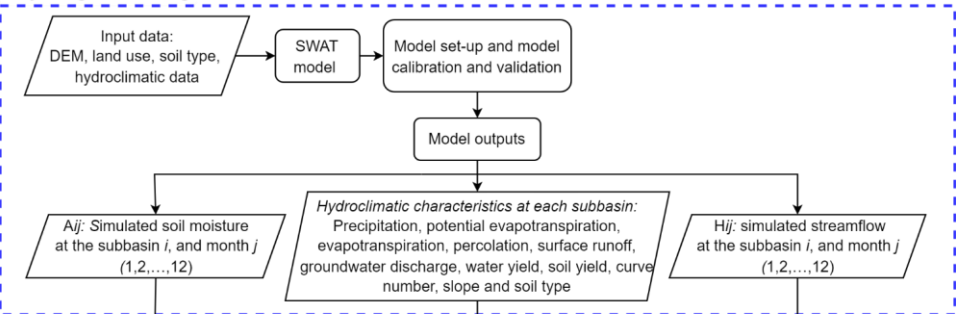 Input data:
DEM, land use, soil type,
hydroclimatic data
SWAT
model
Model set-up and model
calibration and validation
Model outputs
Aij: Simulated soil moisture
at the subbasin i, and month j
(1,2,...,12)
Hydroclimatic characteristics at each subbasin:
Precipitation, potential evapotranspiration,
evapotranspiration, percolation, surface runoff,
groundwater discharge, water yield, soil yield, curve
number, slope and soil type
Hij: simulated streamflow
at the subbasin i, and month j
(1,2,...,12)